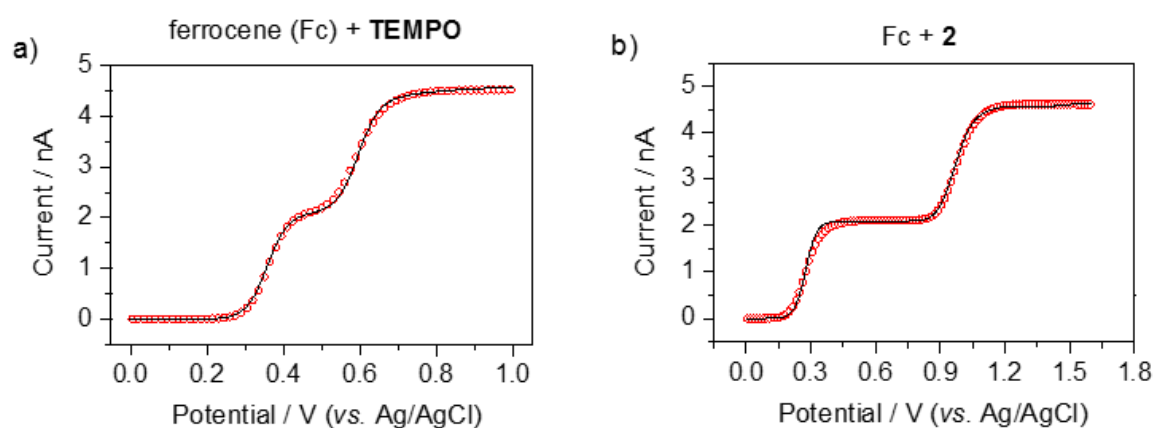 a)
ferrocene (Fc) + TEMPO
5
4
3
2
1
0
Current / nA
0.0 0.2 0.4 0.6 0.8 1.0
Potential / V (vs. Ag/AgCl)
b)
Fc + 2
5
4
3
2
1
0
Current / nA
0.0 0.3 0.6 0.9 1.2 1.5 1.8
Potential / V (vs. Ag/AgCl)